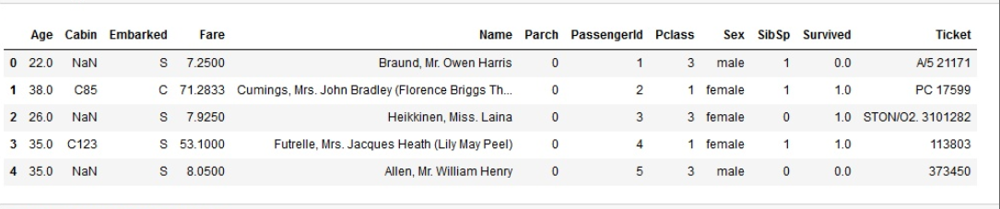 Age Cabin Embarked Fare Name Parch PassengerId Pclass Sex SibSp Survived Ticket
0 22.0 NaN S 7.2500 Braund, Mr. Owen Harris 0 1 3 male 1 0.0 A/5 21171
1 38.0 C85 C 71.2833 Cumings, Mrs. John Bradley (Florence Briggs Th... 0 2 1 female 1 1.0 PC 17599
2 26.0 NaN S 7.9250 Heikkinen, Miss. Laina 0 3 3 female 0 1.0 STON/O2. 3101282
3 35.0 C123 S 53.1000 Futrelle, Mrs. Jacques Heath (Lily May Peel) 0 4 1 female 1 1.0 113803
4 35.0 NaN S 8.0500 Allen, Mr. William Henry 0 5 3 male 0 0.0 373450